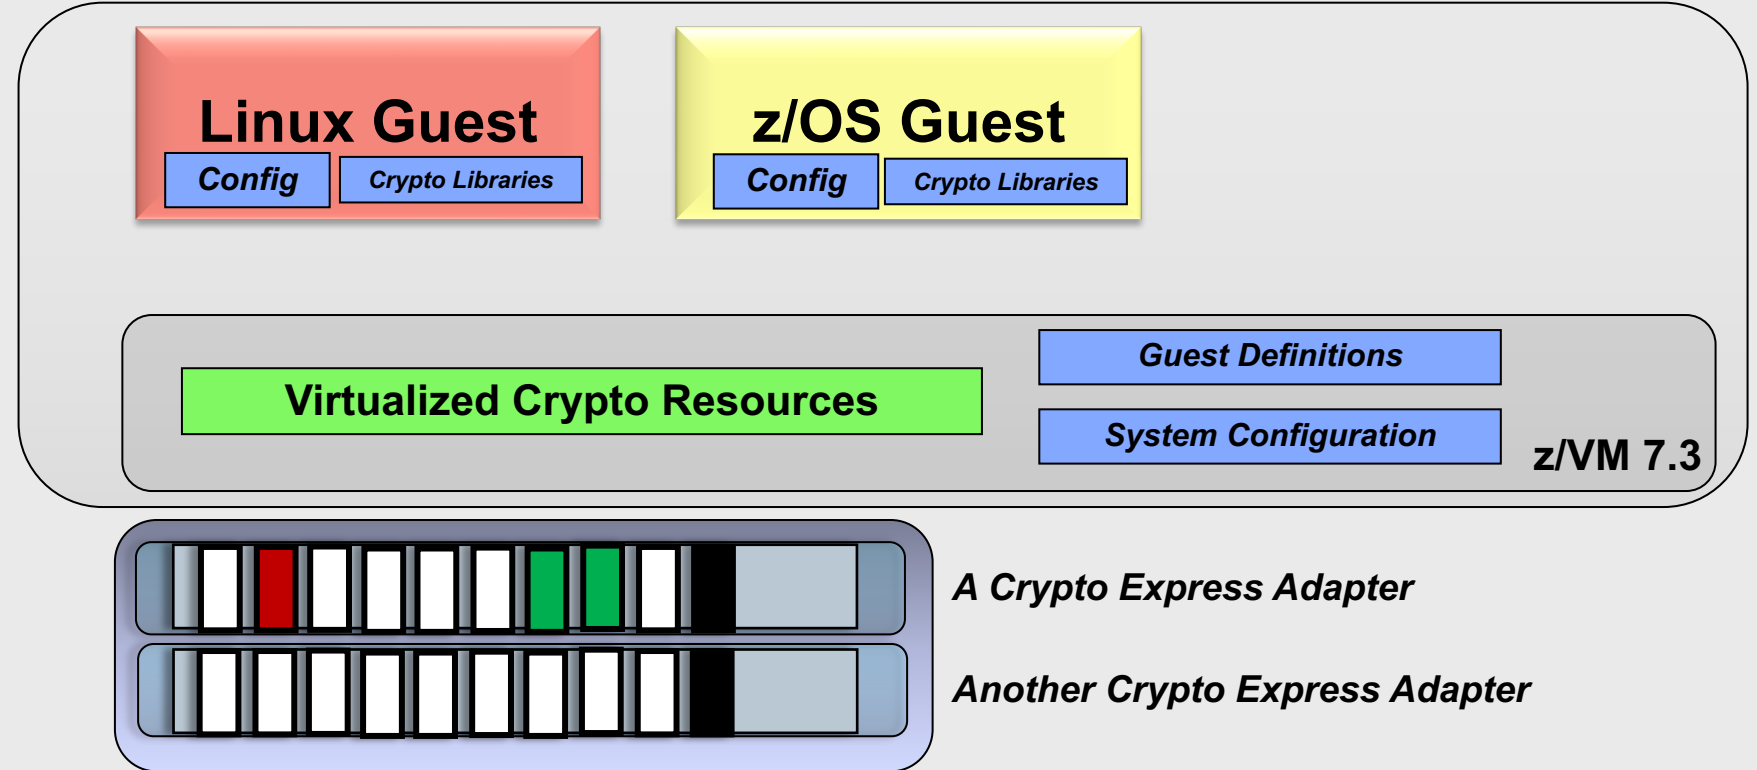 Linux Guest
Config
Crypto Libraries
z/OS Guest
Config
Crypto Libraries
Virtualized Crypto Resources
Guest Definitions
System Configuration
z/VM 7.3
A Crypto Express Adapter
Another Crypto Express Adapter